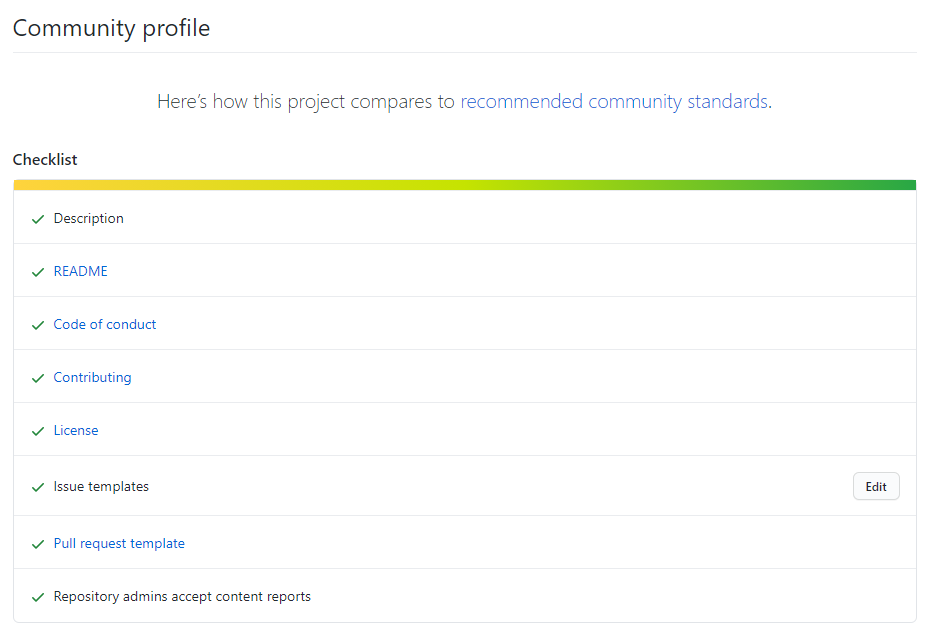 Community profile
Here's how this project compares to recommended community standards.
Checklist
Description
README
Code of conduct
Contributing
License
Issue templates
Edit
Pull request template
Repository admins accept content reports